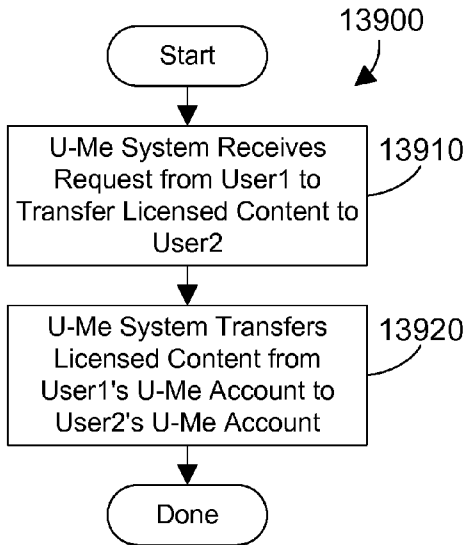 13900
Start
U-Me System Receives
Request from User1 to
Transfer Licensed Content to
User2
13910
U-Me System Transfers
Licensed Content from
User1's U-Me Account to
User2's U-Me Account
13920
Done